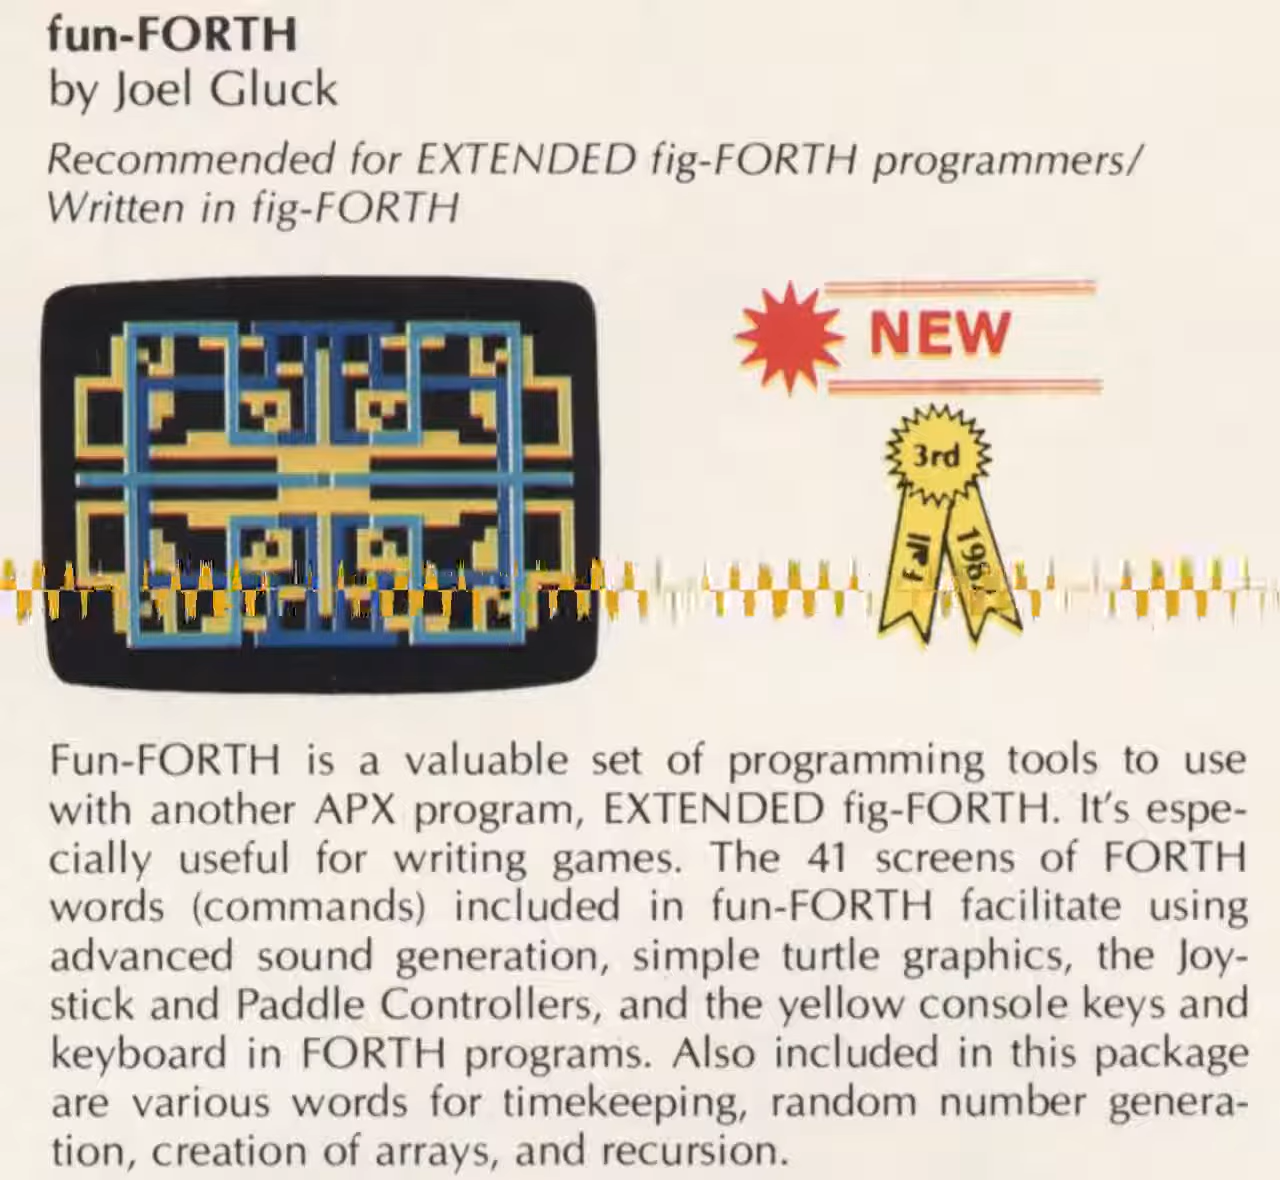 fun-FORTH
by Joel Gluck
Recommended for EXTENDED fig-FORTH programmers/
Written in fig-FORTH
NEW
3rd
Fall
Fun-FORTH is a valuable set of programming tools to use
with another APX program, EXTENDED fig-FORTH. It's espe-
cially useful for writing games. The 41 screens of FORTH
words (commands) included in fun-FORTH facilitate using
advanced sound generation, simple turtle graphics, the Joy-
stick and Paddle Controllers, and the yellow console keys and
keyboard in FORTH programs. Also included in this package
are various words for timekeeping, random number genera-
tion, creation of arrays, and recursion.